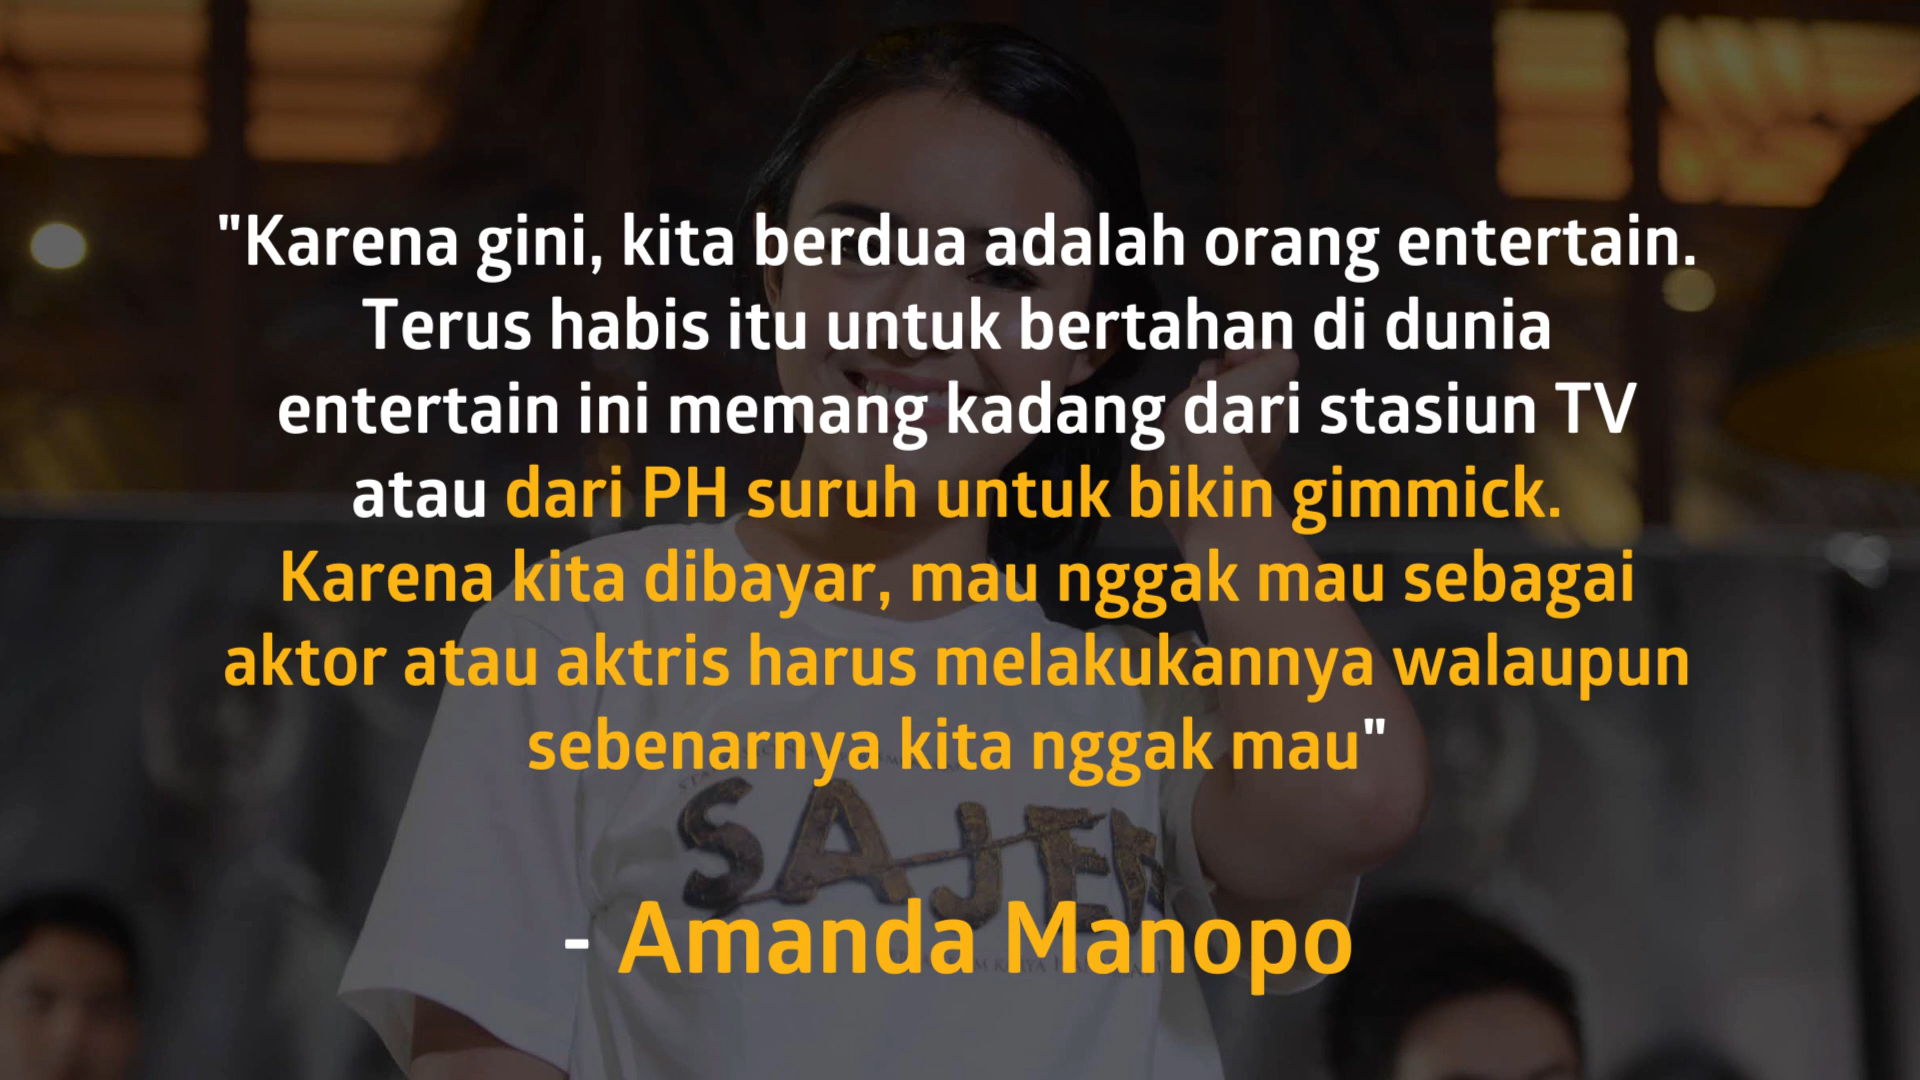 "Karena gini, kita berdua adalah orang entertain.
Terus habis itu untuk bertahan di dunia
entertain ini memang kadang dari stasiun TV
atau dari PH suruh untuk bikin gimmick.
Karena kita dibayar, mau nggak mau sebagai
aktor atau aktris harus melakukannya walaupun
sebenarnya kita nggak mau"
SAJEN
- Amanda Manopo